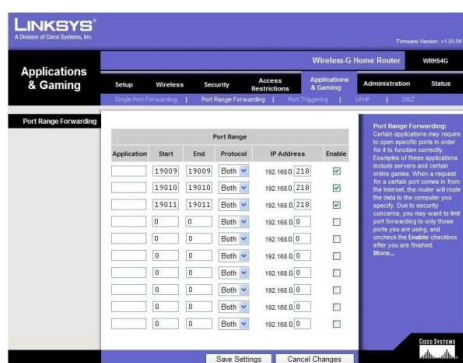 LINKSYS®
A Division of Cisco Systems, Inc.
Firmware Version: v1.01.04
Wireless-G Home Router WRH54G
Applications & Gaming
Setup Wireless Security Access Restrictions Applications & Gaming Administration Status
Single Port Forwarding | Port Range Forwarding | Port Triggering | UPnP | DMZ
Port Range Forwarding
Port Range
Application Start End Protocol IP Address Enable
19009 19009 Both 192.168.0. 218
19010 19010 Both 192.168.0. 218
19011 19011 Both 192.168.0. 218
0 0 Both 192.168.0. 0
0 0 Both 192.168.0. 0
0 0 Both 192.168.0. 0
0 0 Both 192.168.0. 0
0 0 Both 192.168.0. 0
0 0 Both 192.168.0. 0
0 0 Both 192.168.0. 0
Port Range Forwarding:
Certain applications may require
to open specific ports in order
for it to function correctly.
Examples of these applications
include servers and certain
online games. When a request
for a certain port comes in from
the Internet, the router will route
the data to the computer you
specify. Due to security
concerns, you may want to limit
port forwarding to only those
ports you are using, and
uncheck the Enable checkbox
after you are finished.
More...
Save Settings Cancel Changes
CISCO SYSTEMS